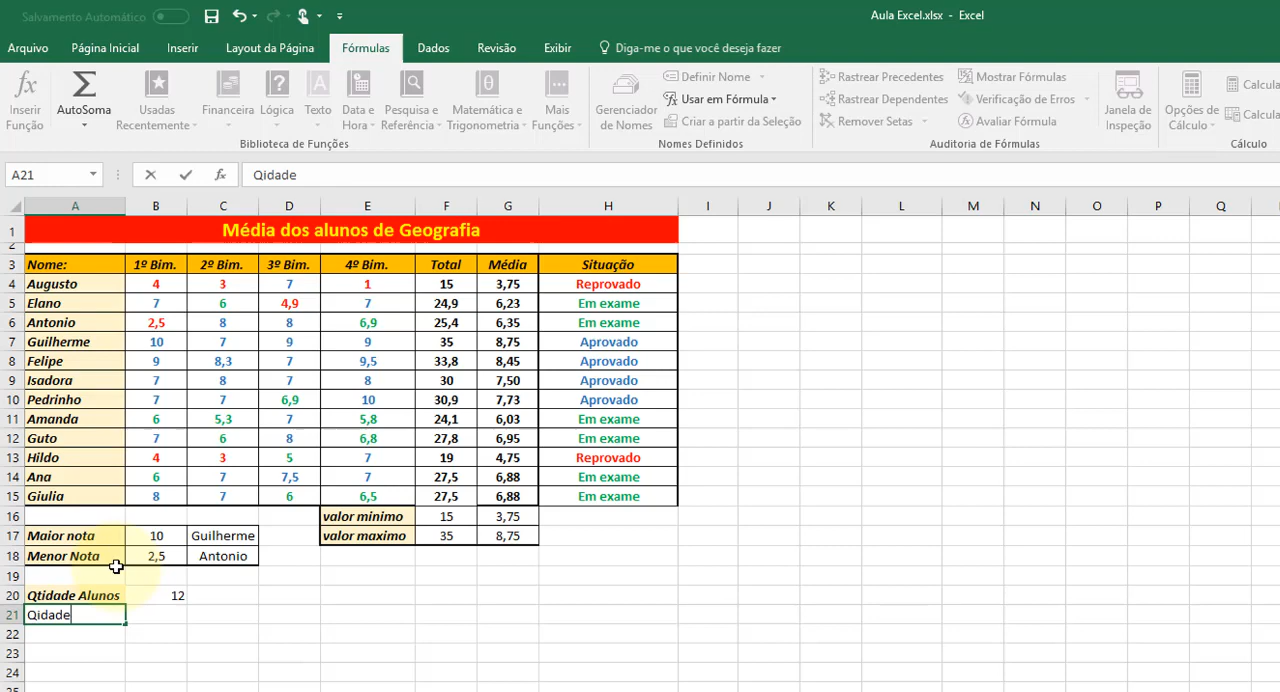 Salvamento Automático
Aula Excel.xlsx - Excel
Arquivo Página Inicial Inserir Layout da Página Fórmulas Dados Revisão Exibir Diga-me o que você deseja fazer
Inserir Função
AutoSoma
Usadas Recentemente
Financeira
Lógica
Texto
Data e Hora
Pesquisa e Referência
Matemática e Trigonometria
Mais Funções
Biblioteca de Funções
Gerenciador de Nomes
Definir Nome
Usar em Fórmula
Criar a partir da Seleção
Nomes Definidos
Rastrear Precedentes
Rastrear Dependentes
Remover Setas
Mostrar Fórmulas
Verificação de Erros
Avaliar Fórmula
Auditoria de Fórmulas
Janela de Inspeção
Opções de Cálculo
Calcula
Calcula
Cálculo
A21 fx Qidade
A B C D E F G H I J K L M N O P Q
1 Média dos alunos de Geografia
2
3 Nome: 1º Bim. 2º Bim. 3º Bim. 4º Bim. Total Média Situação
4 Augusto 4 3 7 1 15 3,75 Reprovado
5 Elano 7 6 4,9 7 24,9 6,23 Em exame
6 Antonio 2,5 8 8 6,9 25,4 6,35 Em exame
7 Guilherme 10 7 9 9 35 8,75 Aprovado
8 Felipe 9 8,3 7 9,5 33,8 8,45 Aprovado
9 Isadora 7 8 7 8 30 7,50 Aprovado
10 Pedrinho 7 7 6,9 10 30,9 7,73 Aprovado
11 Amanda 6 5,3 7 5,8 24,1 6,03 Em exame
12 Guto 7 6 8 6,8 27,8 6,95 Em exame
13 Hildo 4 3 5 7 19 4,75 Reprovado
14 Ana 6 7 7,5 7 27,5 6,88 Em exame
15 Giulia 8 7 6 6,5 27,5 6,88 Em exame
16 valor minimo 15 3,75
17 Maior nota 10 Guilherme valor maximo 35 8,75
18 Menor Nota 2,5 Antonio
19
20 Qtidade Alunos 12
21 Qidade
22
23
24